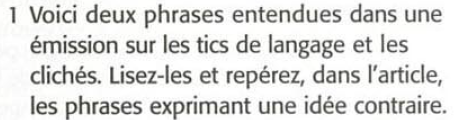 1 Voici deux phrases entendues dans une
émission sur les tics de langage et les
clichés. Lisez-les et repérez, dans l'article,
les phrases exprimant une idée contraire.